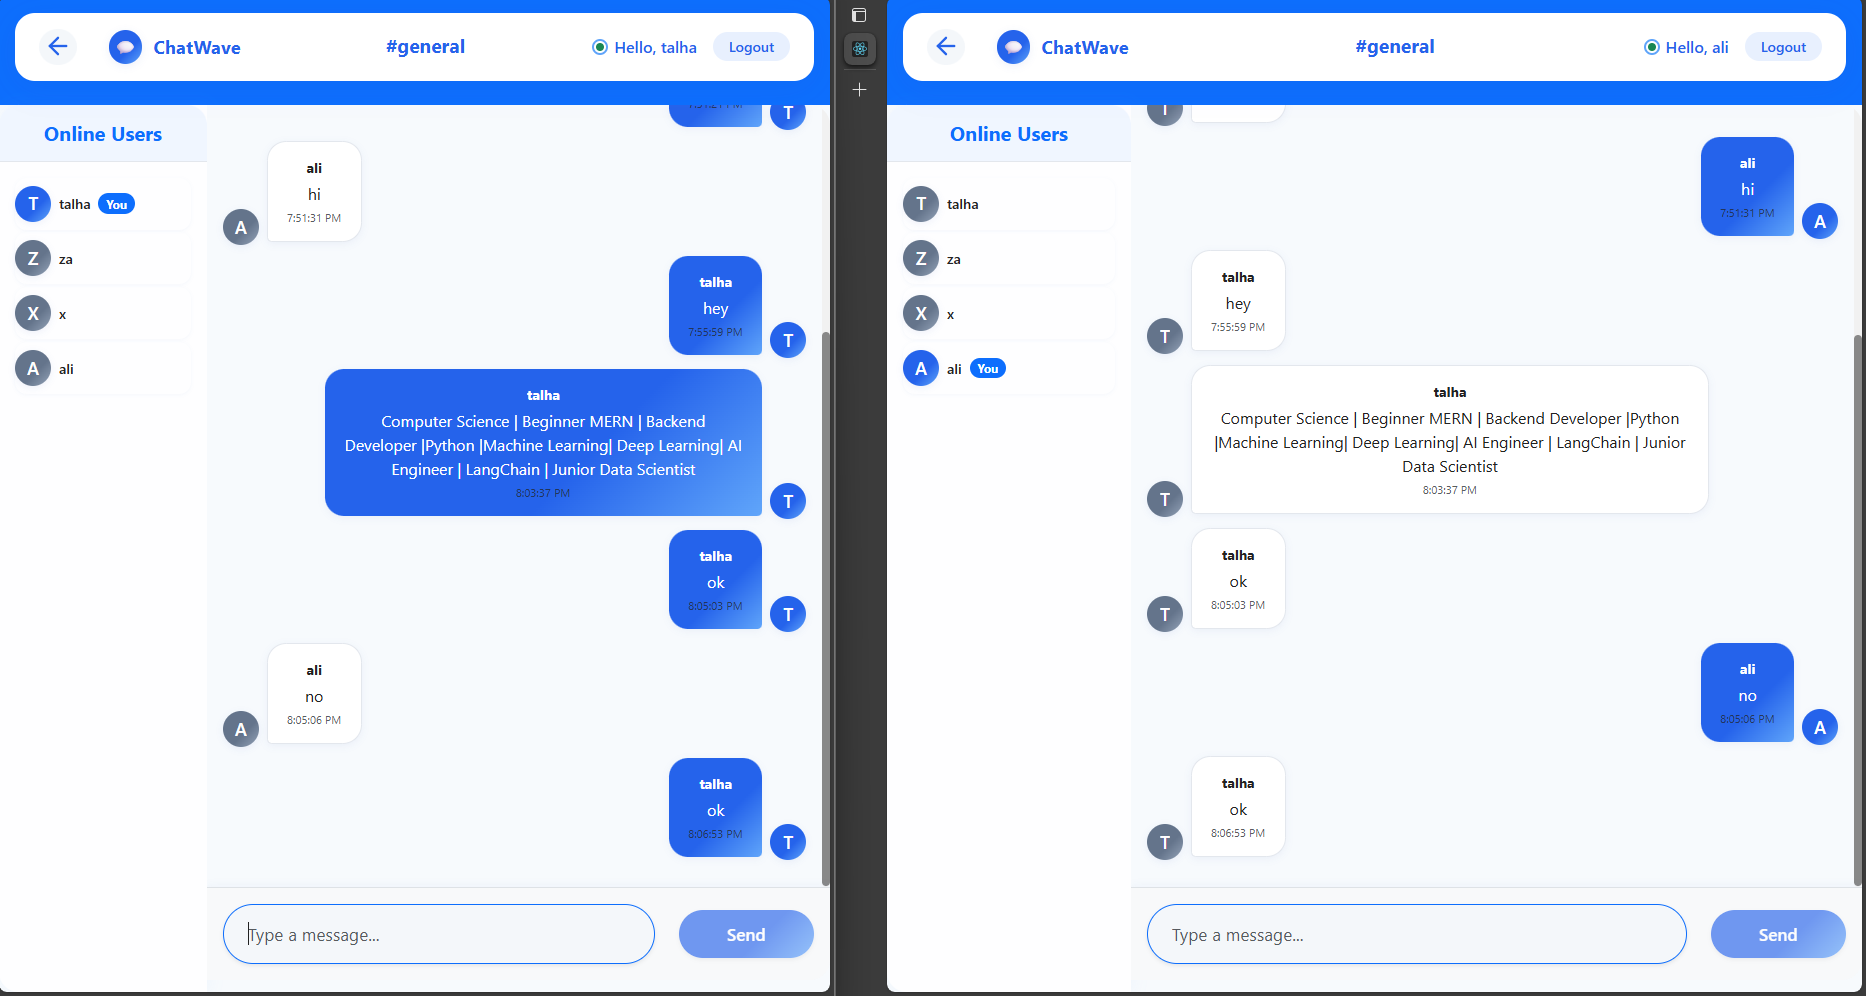 ChatWave
#general
Hello, talha
Logout
Online Users
T
talha
You
Z
za
X
x
A
ali
7:51:21 PM
T
ali
hi
7:51:31 PM
A
talha
hey
7:55:59 PM
T
talha
Computer Science | Beginner MERN | Backend
Developer |Python |Machine Learning| Deep Learning| AI
Engineer | LangChain | Junior Data Scientist
8:03:37 PM
T
talha
ok
8:05:03 PM
T
ali
no
8:05:06 PM
A
talha
ok
8:06:53 PM
T
Type a message...
Send
ChatWave
#general
Hello, ali
Logout
Online Users
T
talha
Z
za
X
x
A
ali
You
T
ali
hi
7:51:31 PM
A
talha
hey
7:55:59 PM
T
talha
Computer Science | Beginner MERN | Backend Developer |Python
|Machine Learning| Deep Learning| AI Engineer | LangChain | Junior
Data Scientist
8:03:37 PM
T
talha
ok
8:05:03 PM
T
ali
no
8:05:06 PM
A
talha
ok
8:06:53 PM
T
Type a message...
Send